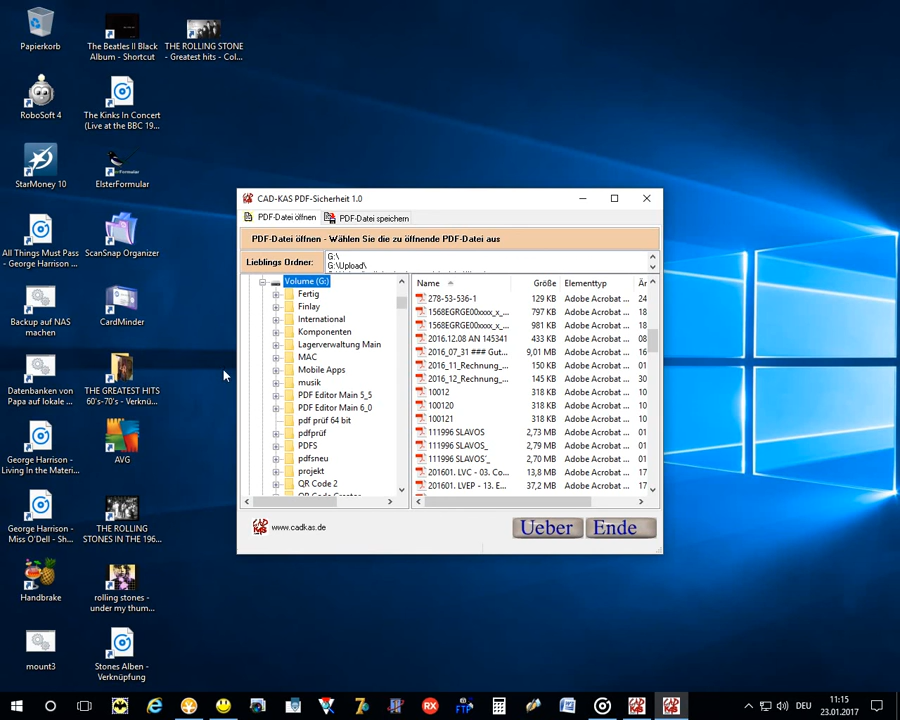 Papierkorb
The Beatles II Black
Album - Shortcut
THE ROLLING STONE
- Greatest hits - Col...
RoboSoft 4
The Kinks In Concert
(Live at the BBC 19...
StarMoney 10
ElsterFormular
All Things Must Pass
- George Harrison ...
ScanSnap Organizer
Backup auf NAS
machen
CardMinder
Datenbanken von
Papa auf lokale ...
THE GREATEST HITS
60's-70's - Verknü...
George Harrison -
Living In the Materi...
AVG
George Harrison -
Miss O'Dell - Sh...
THE ROLLING
STONES IN THE 196...
Handbrake
rolling stones -
under my thum...
mount3
Stones Alben -
Verknüpfung
CAD-KAS PDF-Sicherheit 1.0
PDF-Datei öffnen
PDF-Datei speichern
PDF-Datei öffnen - Wählen Sie die zu öffnende PDF-Datei aus
Lieblings Ordner:
G:\
G:\Upload\
Volume (G:)
Fertig
Finlay
International
Komponenten
Lagerverwaltung Main
MAC
Mobile Apps
musik
PDF Editor Main 5_5
PDF Editor Main 6_0
pdf prüf 64 bit
pdfprüf
PDFS
pdfsneu
projekt
QR Code 2
QR Code Creator
Name Größe Elementtyp Är
278-53-536-1 129 KB Adobe Acrobat ... 24
1568EGRGE00xxxx_x_... 797 KB Adobe Acrobat ... 18
1568EGRGE00xxxx_x_... 981 KB Adobe Acrobat ... 18
2016.12.08 AN 145341 433 KB Adobe Acrobat ... 08
2016_07_31 ### Gut... 9,01 MB Adobe Acrobat ... 16
2016_11_Rechnung_... 150 KB Adobe Acrobat ... 01
2016_12_Rechnung_... 145 KB Adobe Acrobat ... 30
10012 318 KB Adobe Acrobat ... 10
100120 318 KB Adobe Acrobat ... 10
100121 318 KB Adobe Acrobat ... 10
111996 SLAVOS 2,73 MB Adobe Acrobat ... 01
111996 SLAVOS_ 2,79 MB Adobe Acrobat ... 01
111996 SLAVOS'_ 2,70 MB Adobe Acrobat ... 01
201601. LVC - 03. Co... 13,8 MB Adobe Acrobat ... 17
201601. LVEP - 13. E... 37,2 MB Adobe Acrobat ... 17
CAD
KAS
www.cadkas.de
Ueber
Ende
RX
FTP
DEU
11:15
23.01.2017